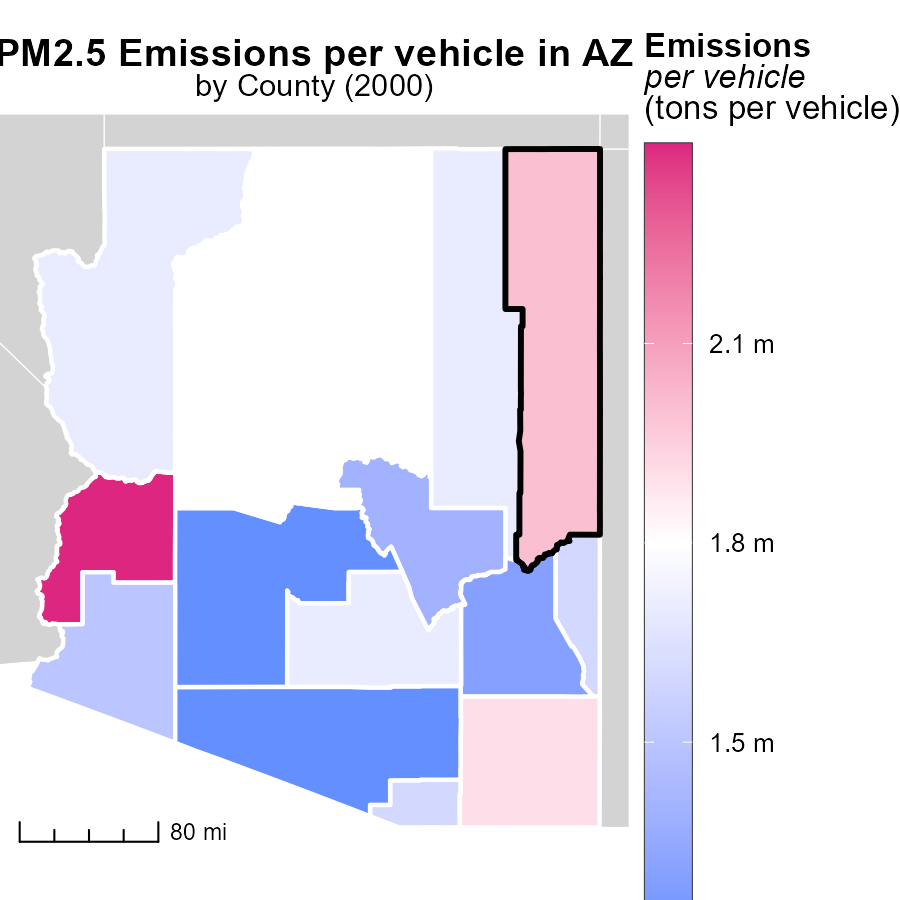 PM2.5 Emissions per vehicle in AZ
by County (2000)
Emissions
per vehicle
(tons per vehicle)
2.1 m
1.8 m
1.5 m
80 mi